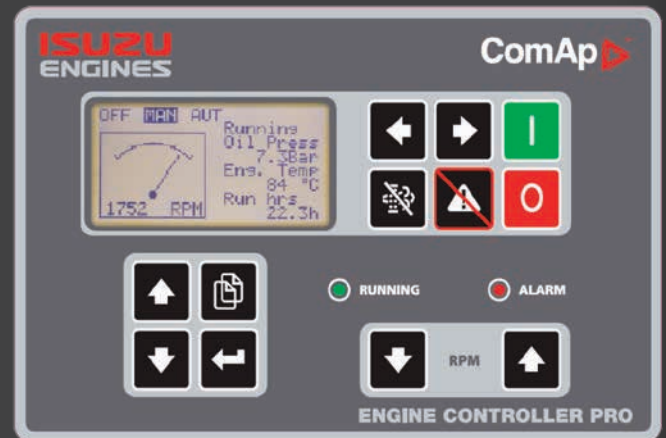 ISUZU
ENGINES
ComAp
OFF MAN AUT
Running
Oil Press
7.3Bar
Eng. Temp
84 °C
Run hrs
22.3h
1752 RPM
I
O
RUNNING
ALARM
RPM
ENGINE CONTROLLER PRO